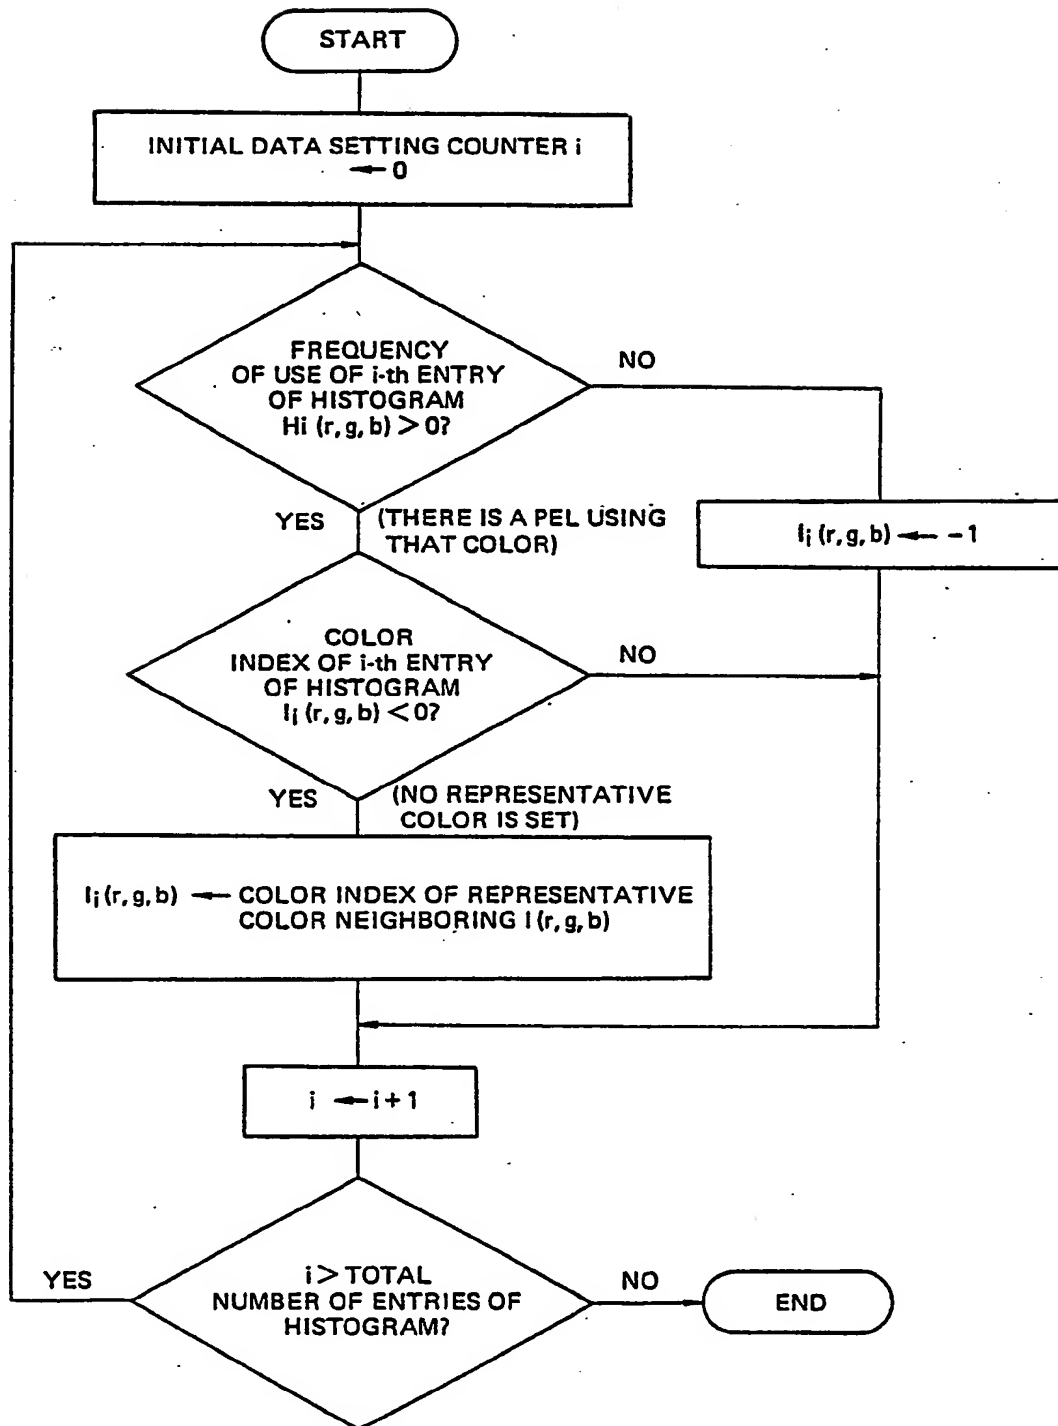 START
INITIAL DATA SETTING COUNTER i
← 0
FREQUENCY
OF USE OF i-th ENTRY
OF HISTOGRAM
Hi (r, g, b) > 0?
NO
YES
(THERE IS A PEL USING
THAT COLOR)
Ii (r, g, b) ← -1
COLOR
INDEX OF i-th ENTRY
OF HISTOGRAM
Ii (r, g, b) < 0?
NO
YES
(NO REPRESENTATIVE
COLOR IS SET)
Ii (r, g, b) ← COLOR INDEX OF REPRESENTATIVE
COLOR NEIGHBORING I (r, g, b)
i ← i + 1
YES
i > TOTAL
NUMBER OF ENTRIES OF
HISTOGRAM?
NO
END